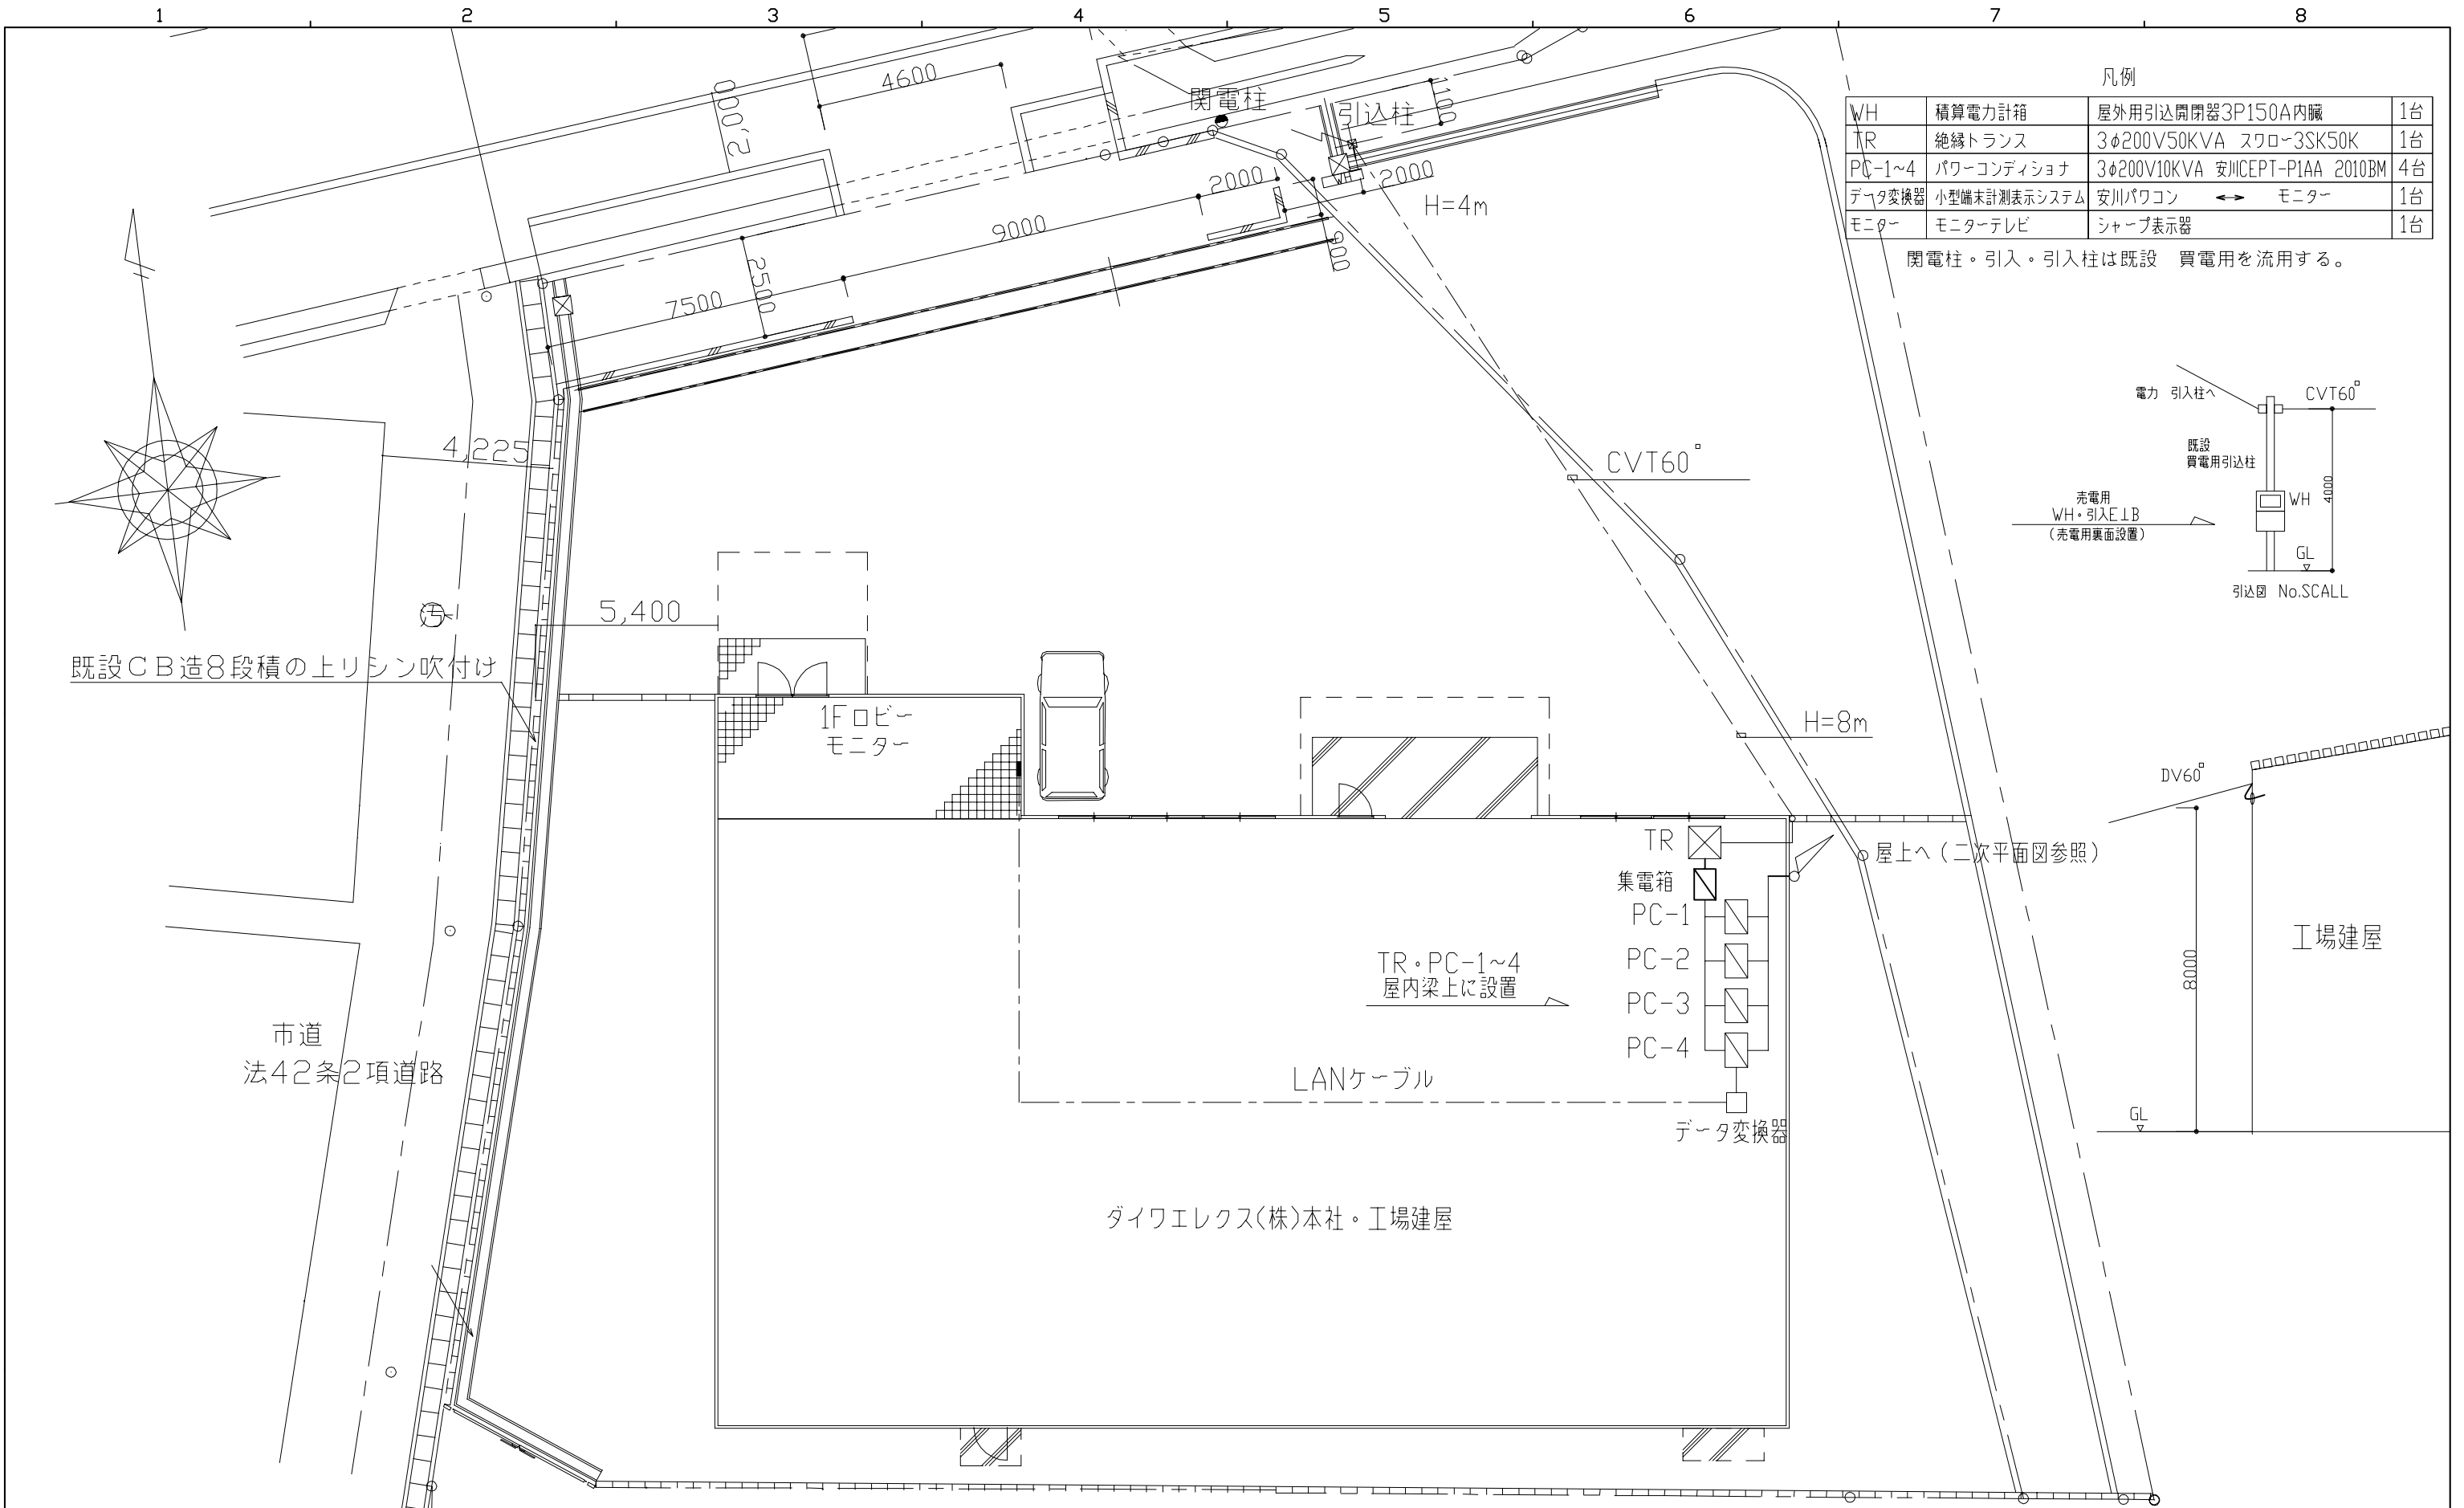 1 2 3 4 5 6 7 8
凡例
WH 積算電力計箱 屋外用引込開閉器3P150A内臓 1台
TR 絶縁トランス 3φ200V50KVA スワロー3SK50K 1台
PC-1~4 パワーコンディショナ 3φ200V10KVA 安川CEPT-P1AA 2010BM 4台
データ変換器 小型端末計測表示システム 安川パワコン ↔ モニター 1台
モニター モニターテレビ シャープ表示器 1台
関電柱・引入・引入柱は既設 買電用を流用する。
4600
2,000
関電柱
引込柱
1100
WH
2000
2000
H=4m
9000
900
2500
7500
4,225
CVT60□
電力 引入柱へ
CVT60□
既設
買電用引込柱
売電用
WH・引入E⊥B
(売電用裏面設置)
WH
4000
GL
引込図 No.SCALL
汚
5,400
既設CB造8段積の上リシン吹付け
1Fロビー
モニター
H=8m
DV60□
TR
屋上へ(二次平面図参照)
集電箱
PC-1
PC-2
PC-3
PC-4
TR・PC-1~4
屋内梁上に設置
工場建屋
8000
GL
市道
法42条2項道路
LANケーブル
データ変換器
ダイワエレクス(株)本社・工場建屋